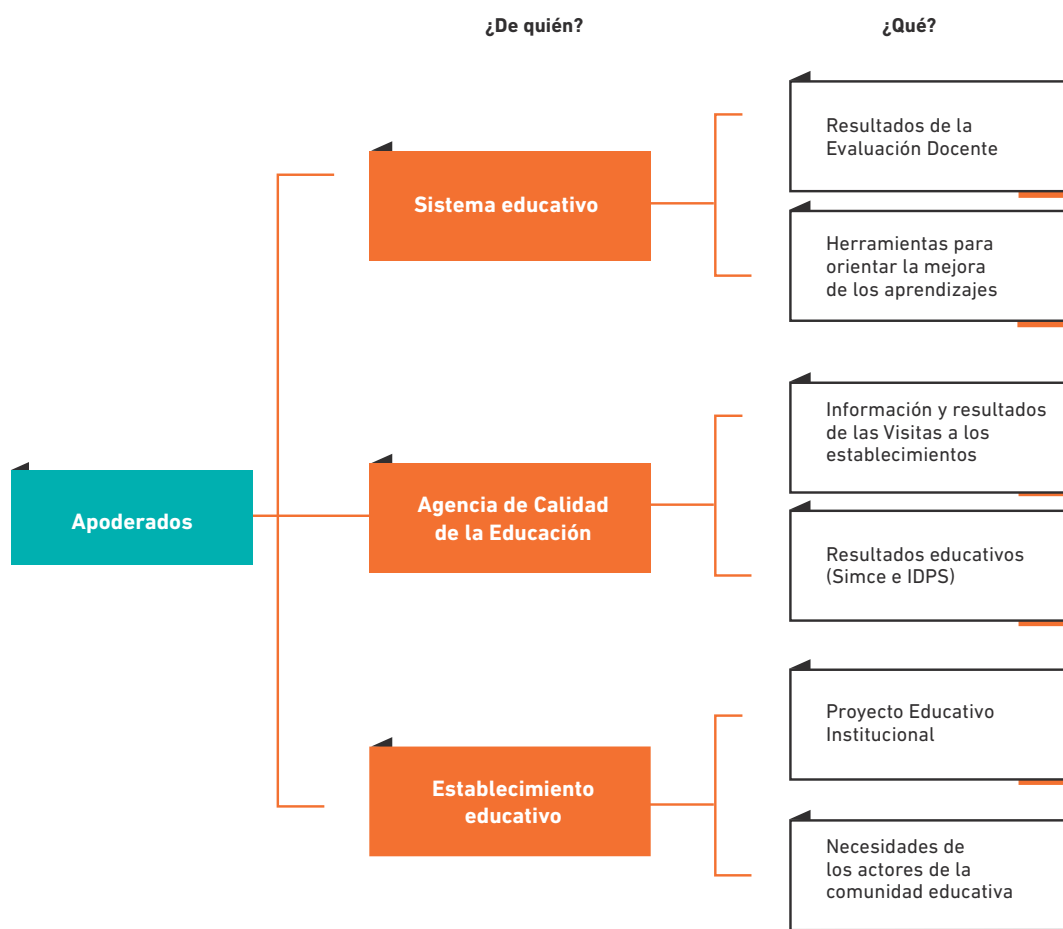 ¿De quién?
¿Qué?
Resultados de la
Evaluación Docente
Sistema educativo
Herramientas para
orientar la mejora
de los aprendizajes
Información y resultados
de las Visitas a los
establecimientos
Apoderados
Agencia de Calidad
de la Educación
Resultados educativos
(Simce e IDPS)
Proyecto Educativo
Institucional
Establecimiento
educativo
Necesidades de
los actores de la
comunidad educativa